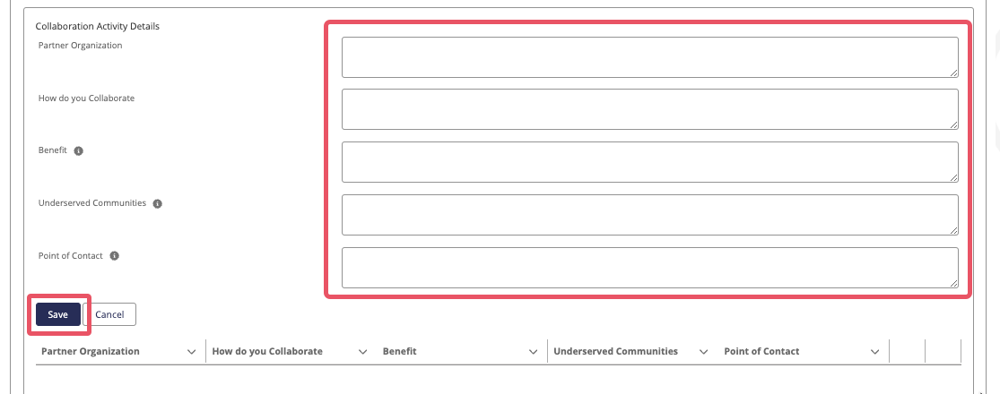 Collaboration Activity Details
Partner Organization
How do you Collaborate
Benefit
Underserved Communities
Point of Contact
Save Cancel
Partner Organization How do you Collaborate Benefit Underserved Communities Point of Contact